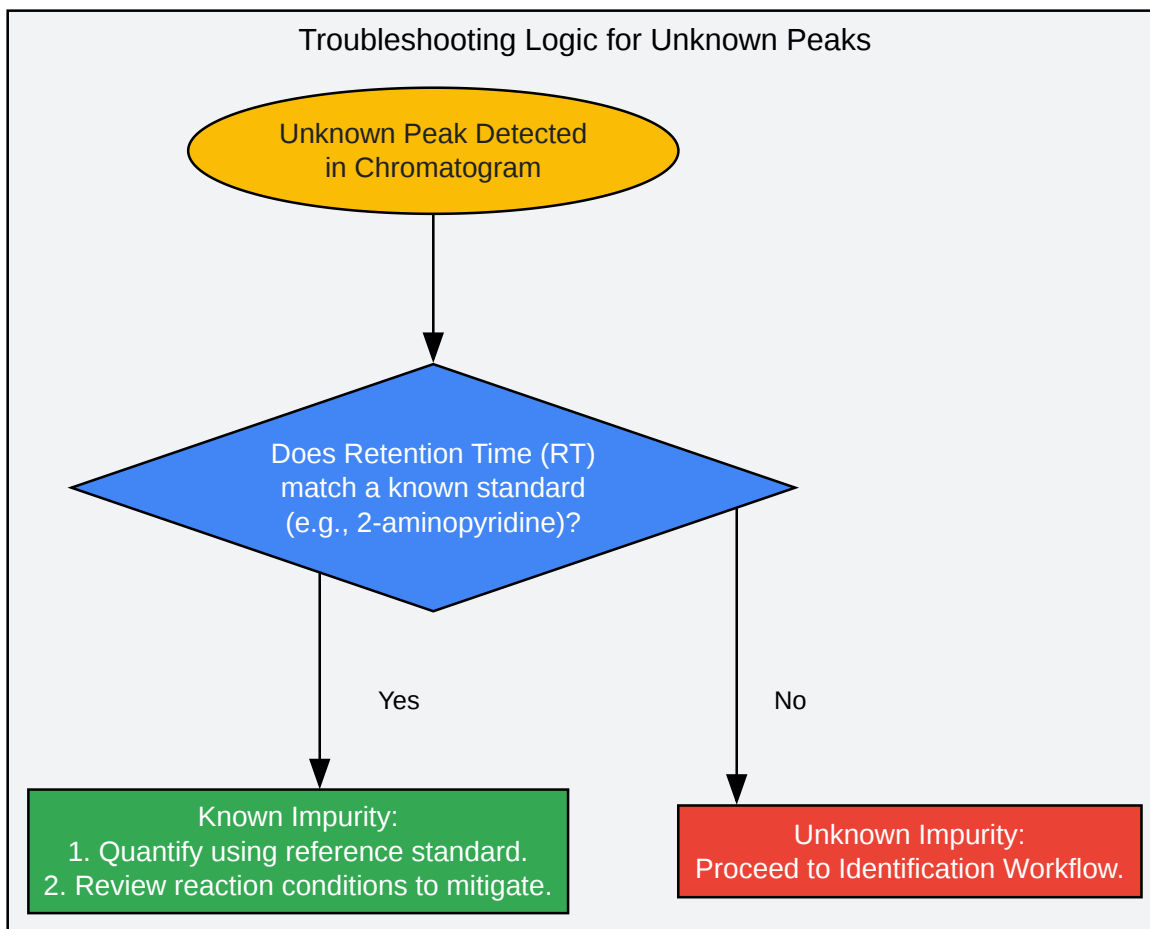 Troubleshooting Logic for Unknown Peaks
Unknown Peak Detected
in Chromatogram
Does Retention Time (RT)
match a known standard
(e.g., 2-aminopyridine)?
Yes
No
Known Impurity:
1. Quantify using reference standard.
2. Review reaction conditions to mitigate.
Unknown Impurity:
Proceed to Identification Workflow.